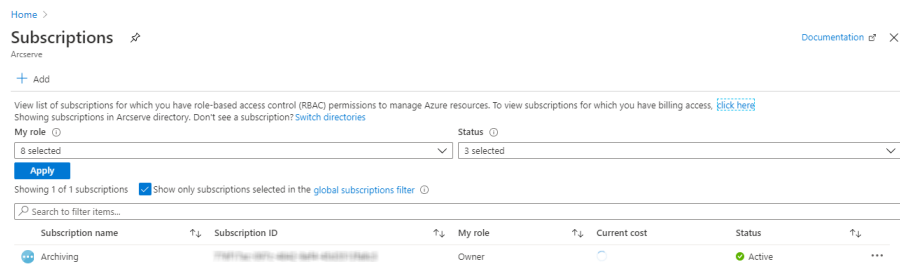 Home
Subscriptions
Documentation
Arcserve
Add
View list of subscriptions for which you have role-based access control (RBAC) permissions to manage Azure resources. To view subscriptions for which you have billing access, click here
Showing subscriptions in Arcserve directory. Don't see a subscription? Switch directories
My role Status
8 selected 3 selected
Apply
Showing 1 of 1 subscriptions Show only subscriptions selected in the global subscriptions filter
Search to filter items...
Subscription name Subscription ID My role Current cost Status
Archiving Owner Active